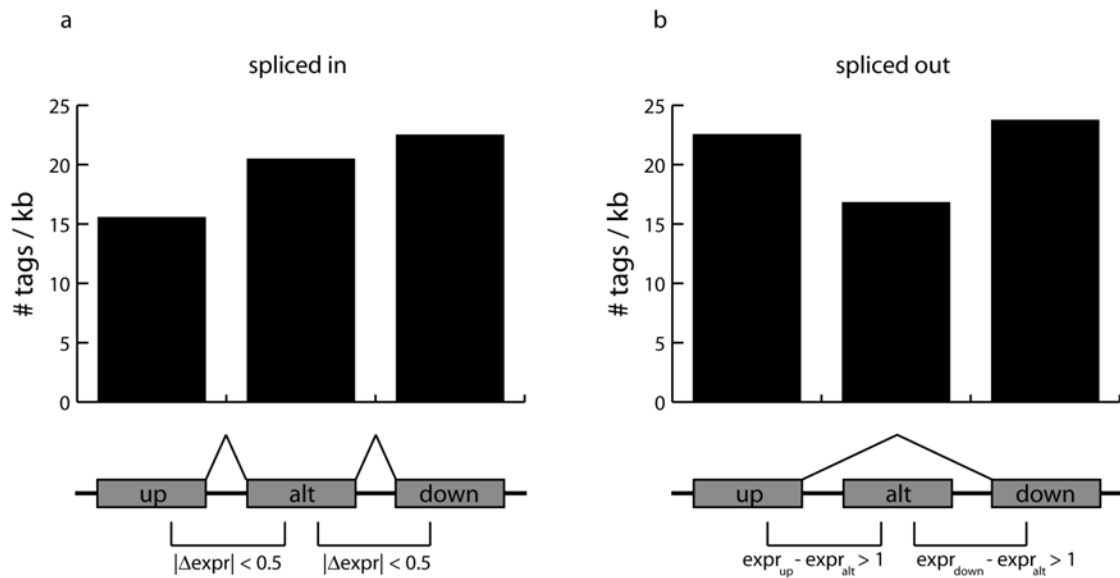 a
spliced in
# tags / kb
25
20
15
10
5
0
up
alt
down
|Δexpr| < 0.5
|Δexpr| < 0.5
b
spliced out
# tags / kb
25
20
15
10
5
0
up
alt
down
expr_up - expr_alt > 1
expr_down - expr_alt > 1